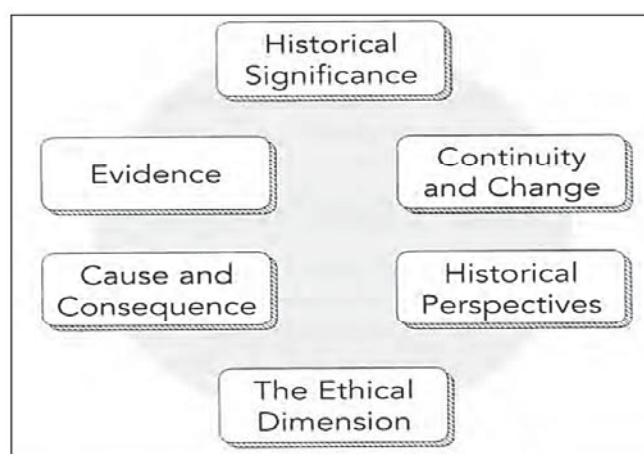 Historical
Significance
Evidence
Continuity
and Change
Cause and
Consequence
Historical
Perspectives
The Ethical
Dimension